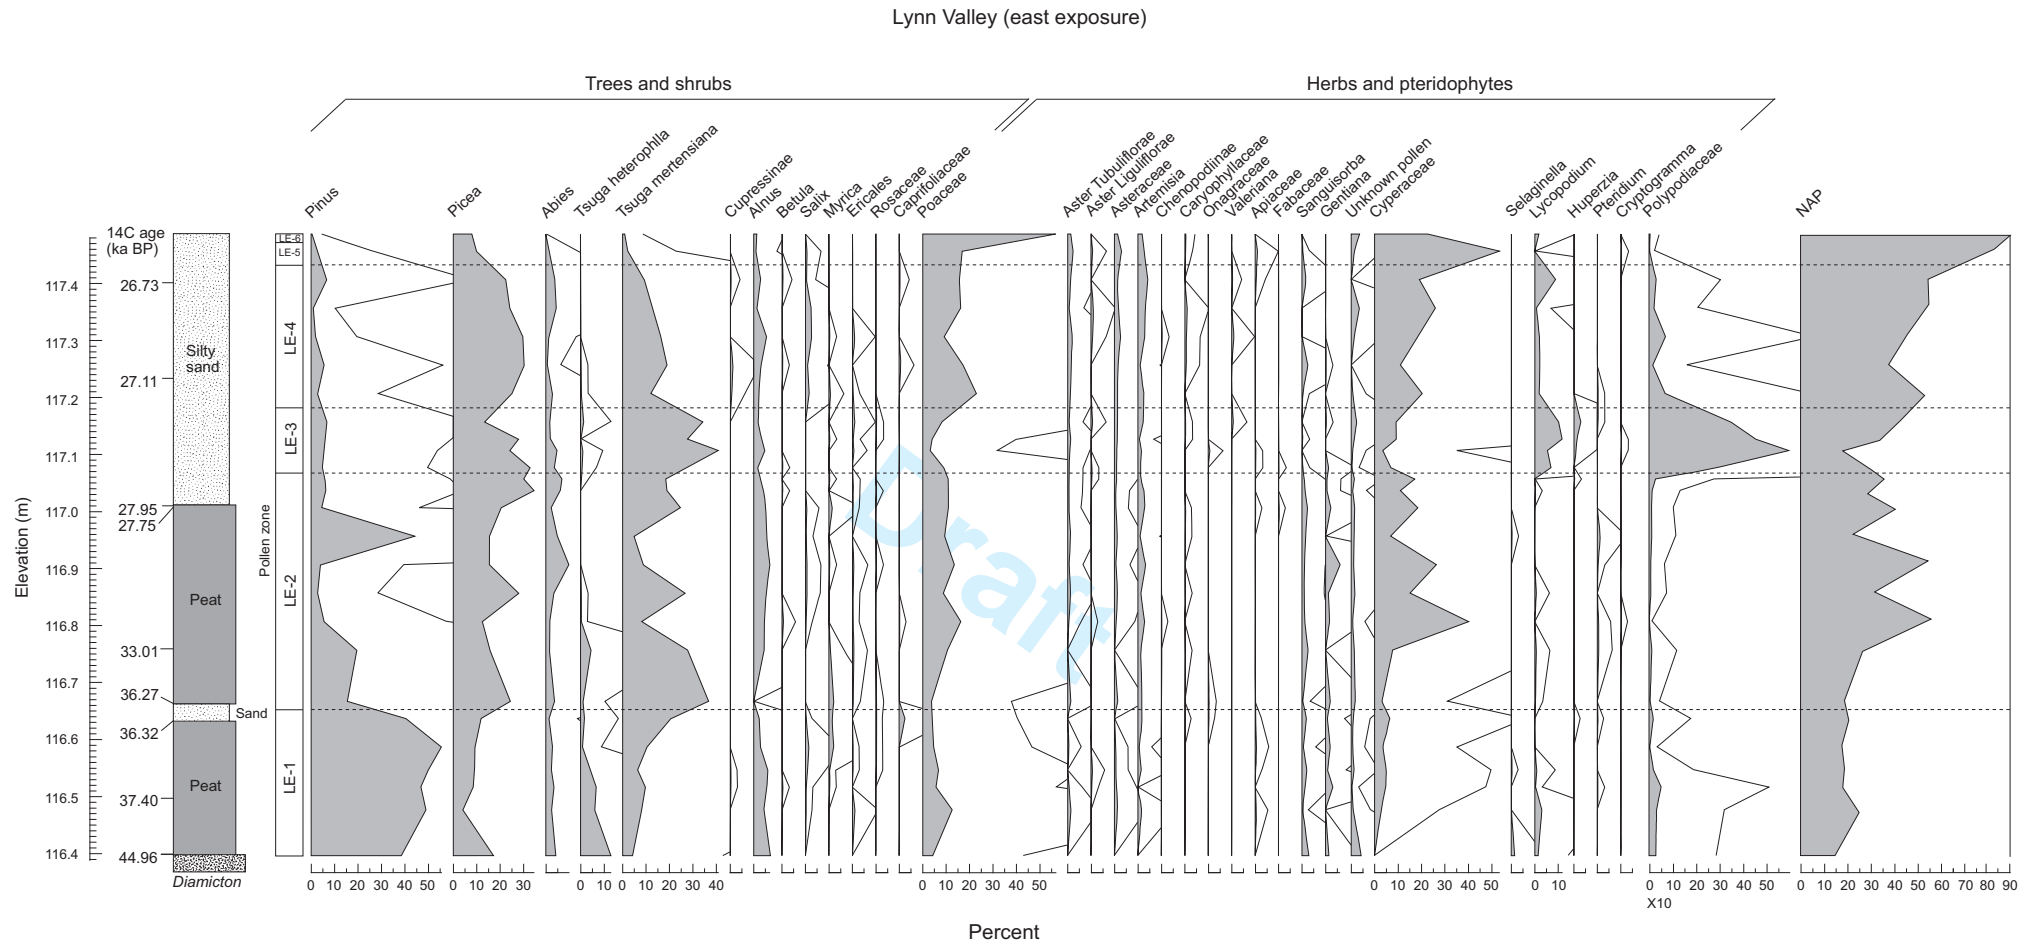 Lynn Valley (east exposure)
Trees and shrubs
Herbs and pteridophytes
Pinus
Picea
Abies
Tsuga heterophlla
Tsuga mertensiana
Cupressinae
Alnus
Betula
Salix
Myrica
Ericales
Rosaceae
Caprifoliaceae
Poaceae
Aster Tubuliflorae
Aster Liguliflorae
Asteraceae
Artemisia
Chenopodiinae
Caryophyllaceae
Onagraceae
Valeriana
Apiaceae
Fabaceae
Sanguisorba
Gentiana
Unknown pollen
Cyperaceae
Selaginella
Lycopodium
Huperzia
Pteridium
Cryptogramma
Polypodiaceae
NAP
14C age
(ka BP)
LE-6
LE-5
117.4
26.73
117.3
LE-4
Silty
sand
27.11
117.2
LE-3
117.1
27.95
117.0
27.75
Elevation (m)
Pollen zone
116.9
Peat
LE-2
116.8
33.01
116.7
36.27
Sand
36.32
116.6
Peat
LE-1
37.40
116.5
116.4
44.96
Diamicton
Draft
0 10 20 30 40 50 0 10 20 30 0 10 0 10 20 30 40 0 10 20 30 40 50 0 10 20 30 40 50 0 10 0 10 20 30 40 50 0 10 20 30 40 50 60 70 80 90
X10
Percent